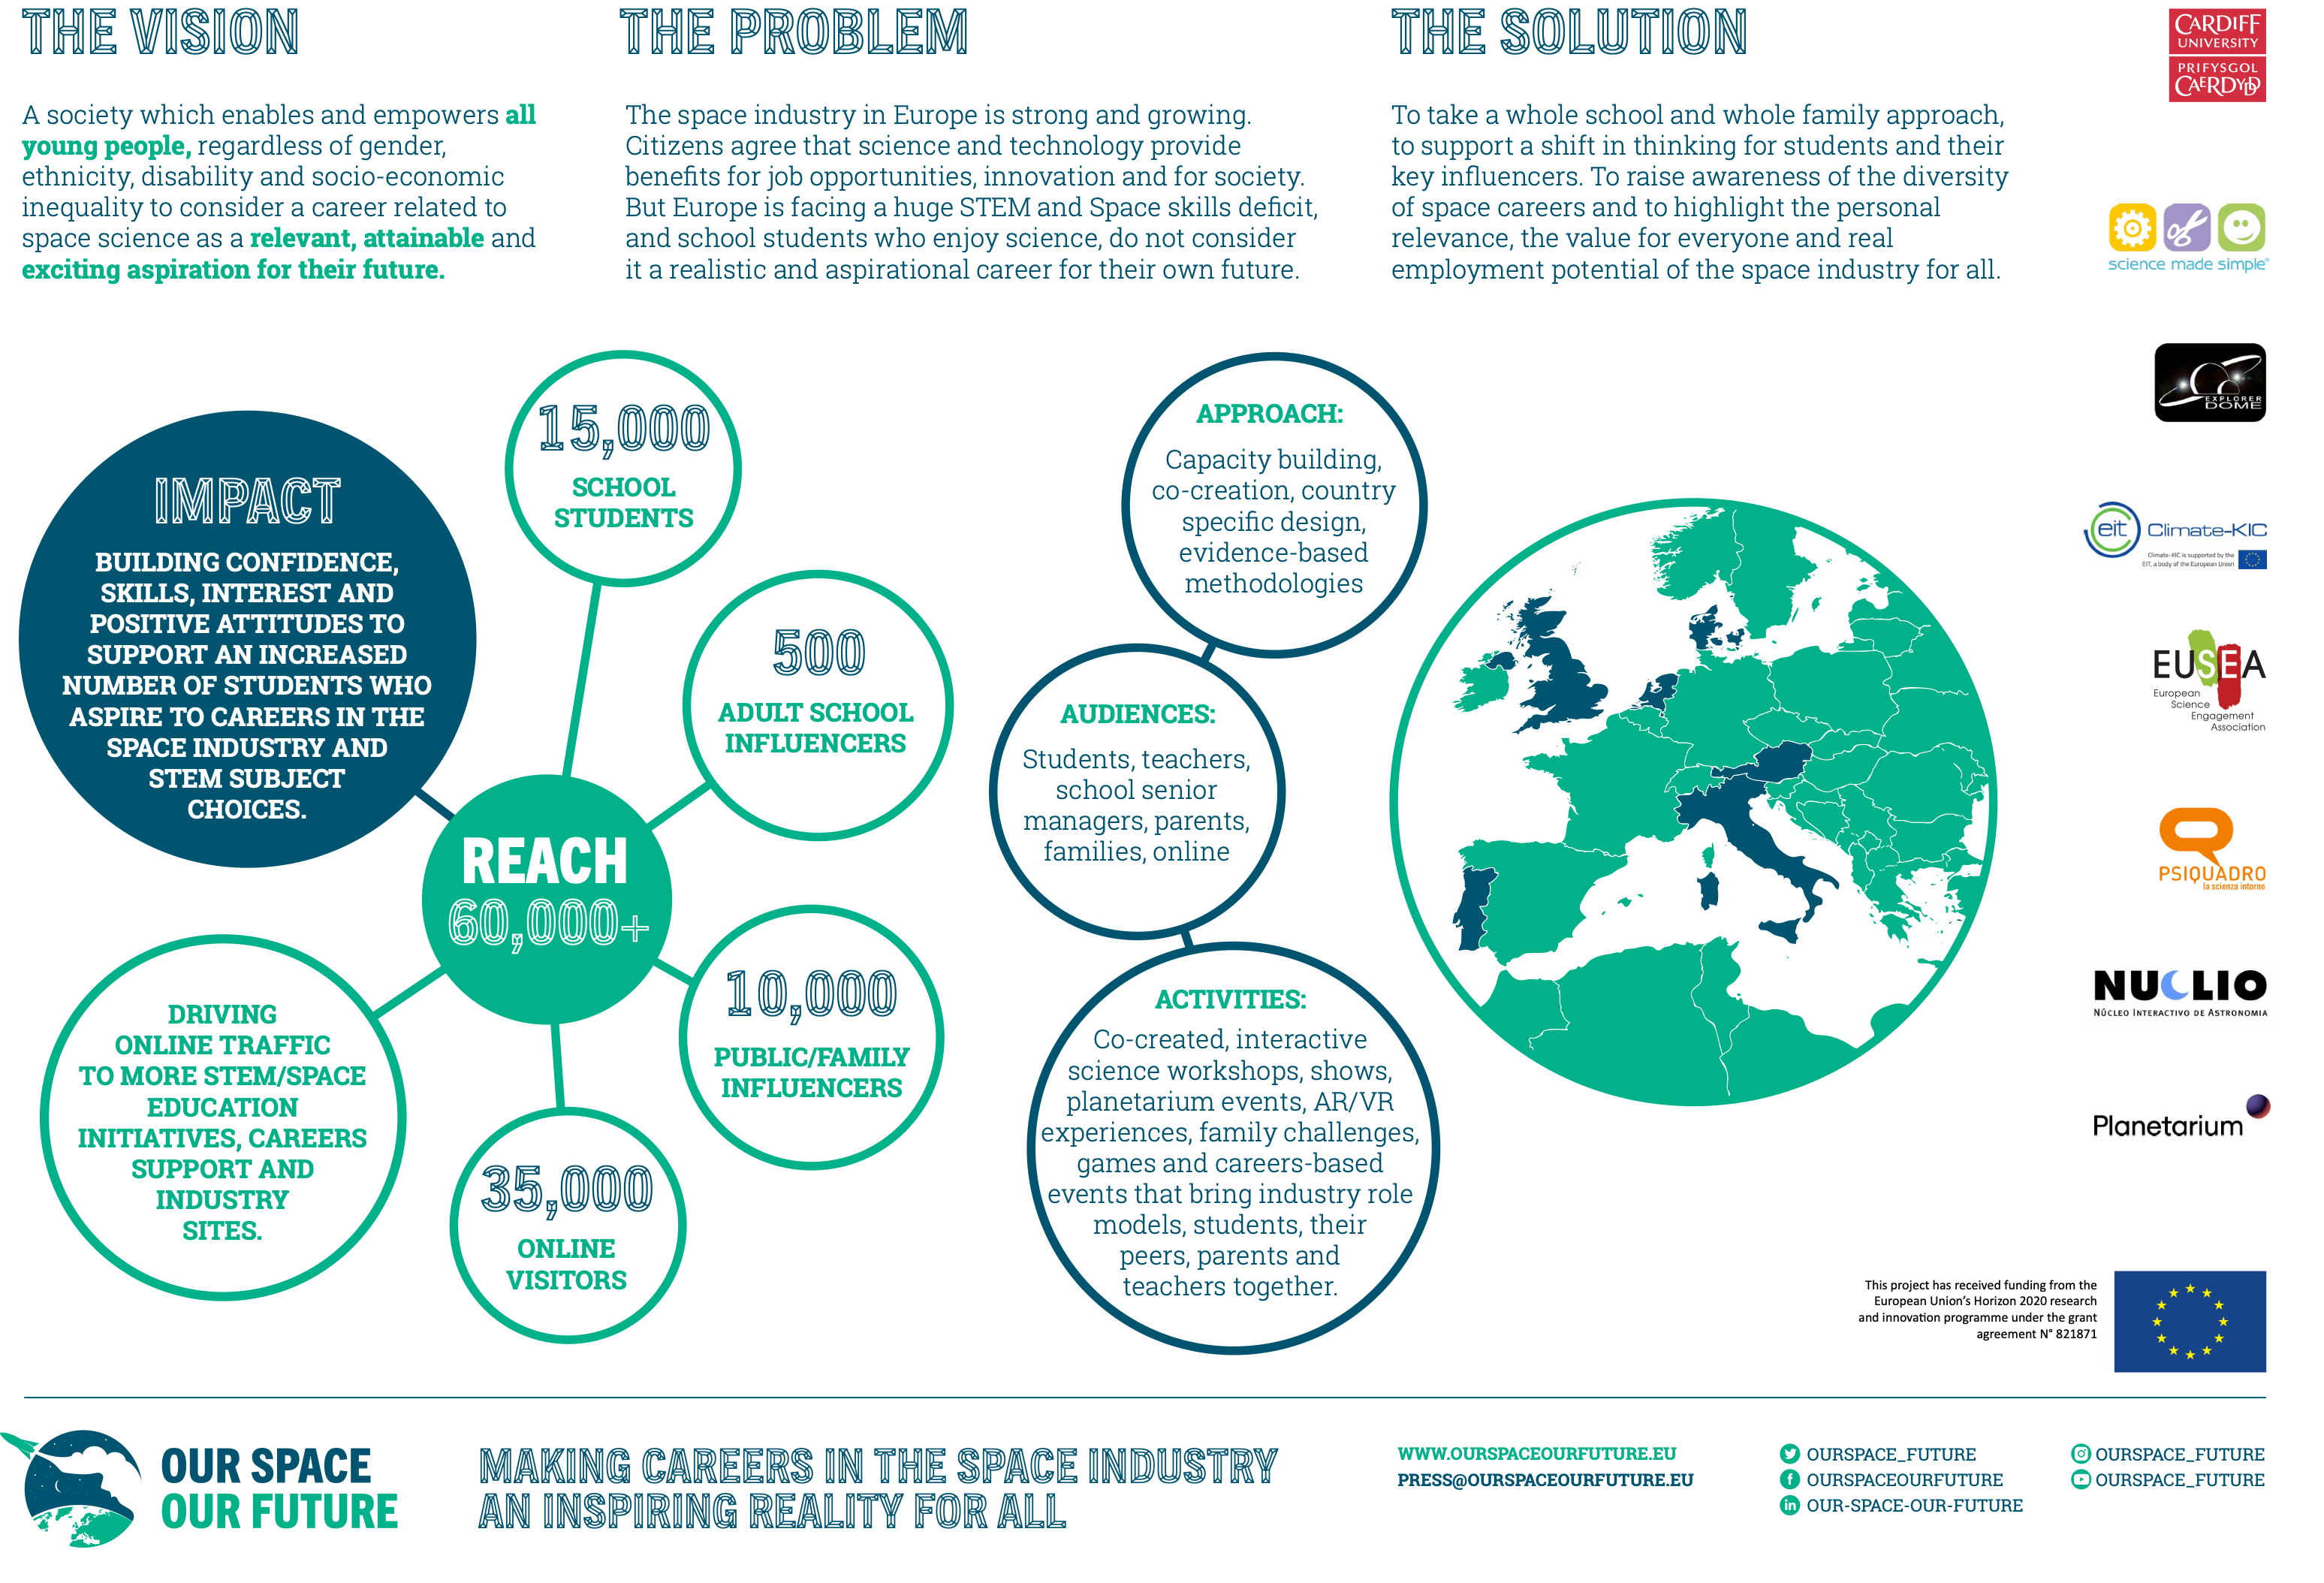 THE VISION
A society which enables and empowers all
young people, regardless of gender,
ethnicity, disability and socio-economic
inequality to consider a career related to
space science as a relevant, attainable and
exciting aspiration for their future.
THE PROBLEM
The space industry in Europe is strong and growing.
Citizens agree that science and technology provide
benefits for job opportunities, innovation and for society.
But Europe is facing a huge STEM and Space skills deficit,
and school students who enjoy science, do not consider
it a realistic and aspirational career for their own future.
THE SOLUTION
To take a whole school and whole family approach,
to support a shift in thinking for students and their
key influencers. To raise awareness of the diversity
of space careers and to highlight the personal
relevance, the value for everyone and real
employment potential of the space industry for all.
CARDIFF
UNIVERSITY
PRIFYSGOL
CAERDYDD
science made simple®
EXPLORER
DOME
eit Climate-KIC
Climate-KIC is supported by the
EIT, a body of the European Union
EUSEA
European
Science
Engagement
Association
PSIQUADRO
la scienza intorno
NUCLIO
NÚCLEO INTERACTIVO DE ASTRONOMIA
Planetarium
IMPACT
BUILDING CONFIDENCE,
SKILLS, INTEREST AND
POSITIVE ATTITUDES TO
SUPPORT AN INCREASED
NUMBER OF STUDENTS WHO
ASPIRE TO CAREERS IN THE
SPACE INDUSTRY AND
STEM SUBJECT
CHOICES.
REACH
60,000+
15,000
SCHOOL
STUDENTS
500
ADULT SCHOOL
INFLUENCERS
10,000
PUBLIC/FAMILY
INFLUENCERS
35,000
ONLINE
VISITORS
DRIVING
ONLINE TRAFFIC
TO MORE STEM/SPACE
EDUCATION
INITIATIVES, CAREERS
SUPPORT AND
INDUSTRY
SITES.
APPROACH:
Capacity building,
co-creation, country
specific design,
evidence-based
methodologies
AUDIENCES:
Students, teachers,
school senior
managers, parents,
families, online
ACTIVITIES:
Co-created, interactive
science workshops, shows,
planetarium events, AR/VR
experiences, family challenges,
games and careers-based
events that bring industry role
models, students, their
peers, parents and
teachers together.
This project has received funding from the
European Union’s Horizon 2020 research
and innovation programme under the grant
agreement N° 821871
OUR SPACE
OUR FUTURE
MAKING CAREERS IN THE SPACE INDUSTRY
AN INSPIRING REALITY FOR ALL
WWW.OURSPACEOURFUTURE.EU
PRESS@OURSPACEOURFUTURE.EU
OURSPACE_FUTURE
OURSPACEOURFUTURE
in OUR-SPACE-OUR-FUTURE
OURSPACE_FUTURE
OURSPACE_FUTURE